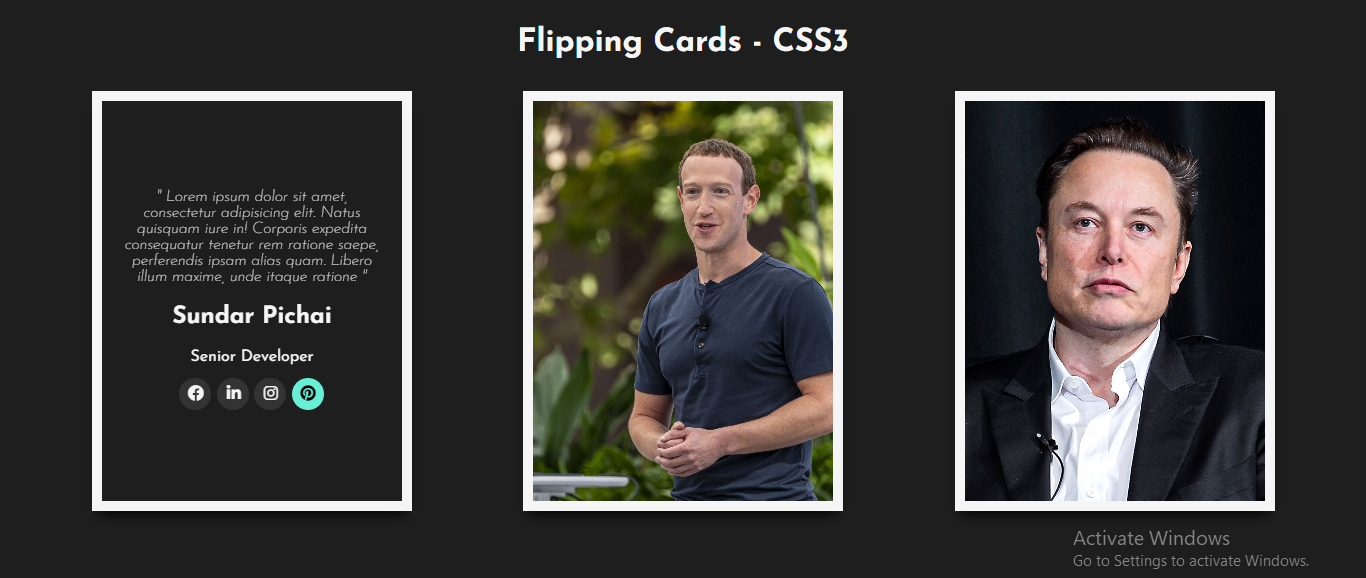 Flipping Cards - CSS3
" Lorem ipsum dolor sit amet,
consectetur adipisicing elit. Natus
quisquam iure in! Corporis expedita
consequatur tenetur rem ratione saepe,
perferendis ipsam alias quam. Libero
illum maxime, unde itaque ratione "
Sundar Pichai
Senior Developer
Activate Windows
Go to Settings to activate Windows.